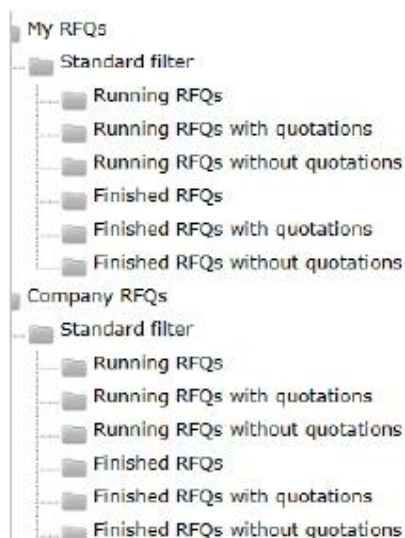 My RFQs
Standard filter
Running RFQs
Running RFQs with quotations
Running RFQs without quotations
Finished RFQs
Finished RFQs with quotations
Finished RFQs without quotations
Company RFQs
Standard filter
Running RFQs
Running RFQs with quotations
Running RFQs without quotations
Finished RFQs
Finished RFQs with quotations
Finished RFQs without quotations